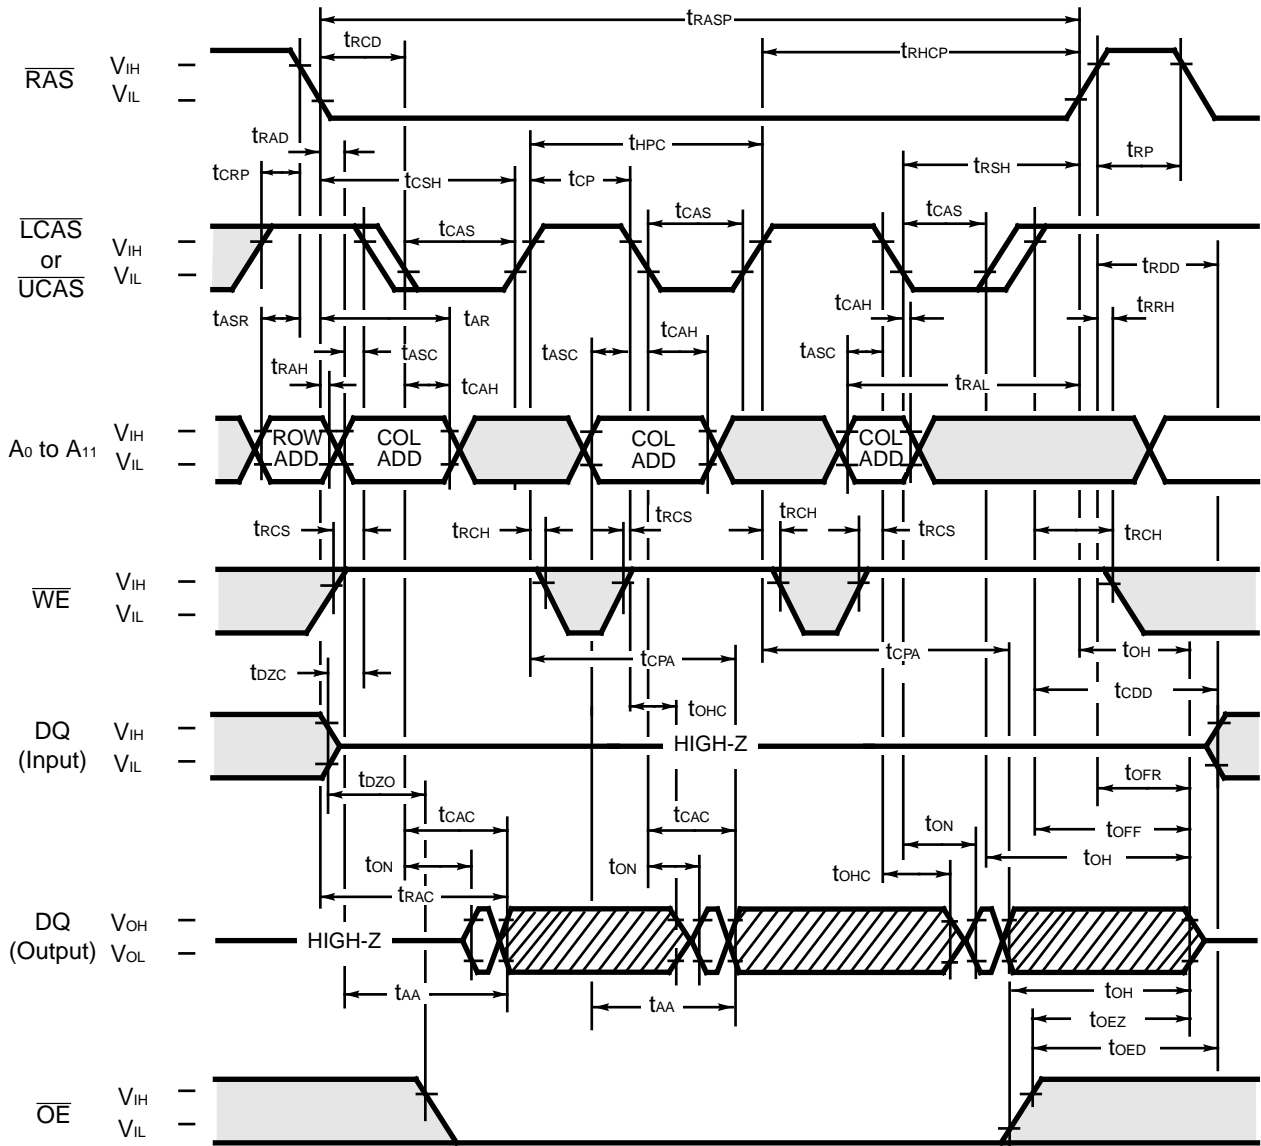 tRASP
tRCD
tRHCP
RAS
VIH
VIL
tRAD
tHPC
tCRP
tCSH
tCP
tRSH
tRP
LCAS
or
UCAS
VIH
VIL
tCAS
tCAS
tCAS
tRDD
tASR
tAR
tCAH
tRRH
tRAH
tASC
tCAH
tASC
tCAH
tASC
tRAL
A0 to A11
VIH
VIL
ROW
ADD
COL
ADD
COL
ADD
COL
ADD
tRCS
tRCH
tRCS
tRCH
tRCS
tRCH
WE
VIH
VIL
tDZC
tCPA
tCPA
tOH
tCDD
tOHC
DQ
(Input)
VIH
VIL
HIGH-Z
tDZO
tOFR
tCAC
tCAC
tON
tOFF
tON
tON
tOHC
tOH
tRAC
DQ
(Output)
VOH
VOL
HIGH-Z
tAA
tAA
tOH
tOEZ
tOED
OE
VIH
VIL